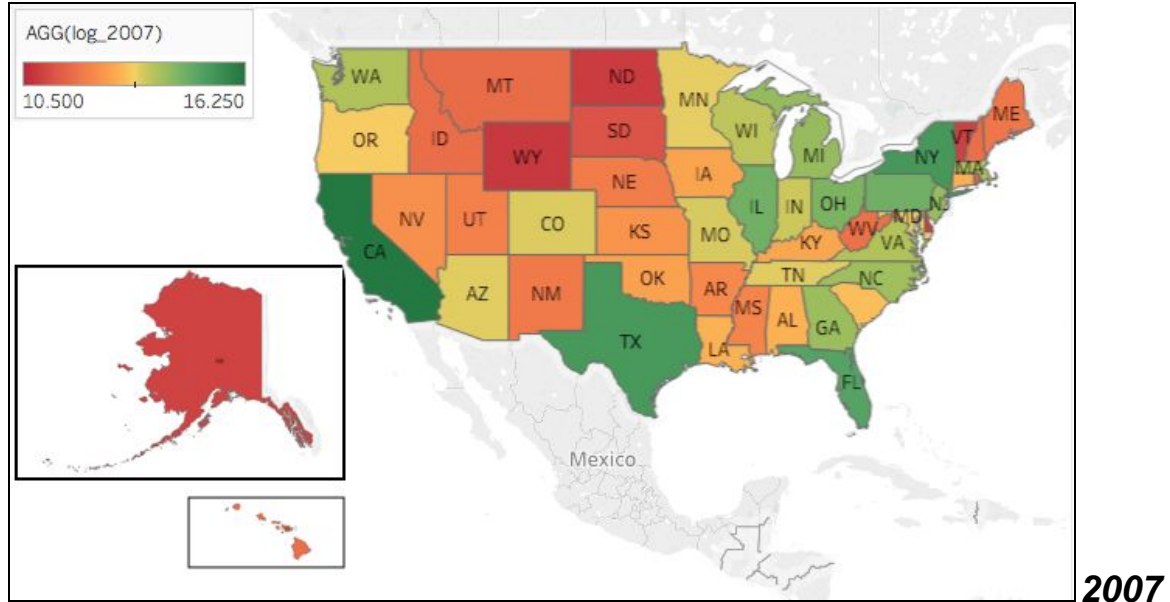 AGG(log_2007)
10.500 16.250
WA
MT
ND
MN
ME
OR
ID
SD
WI
MI
VT
NY
MA
WY
NE
IA
IL
IN
OH
NJ
NV
UT
CO
KS
MO
KY
WV
MD
VA
CA
AZ
NM
OK
AR
TN
NC
MS
AL
GA
TX
LA
FL
Mexico
2007